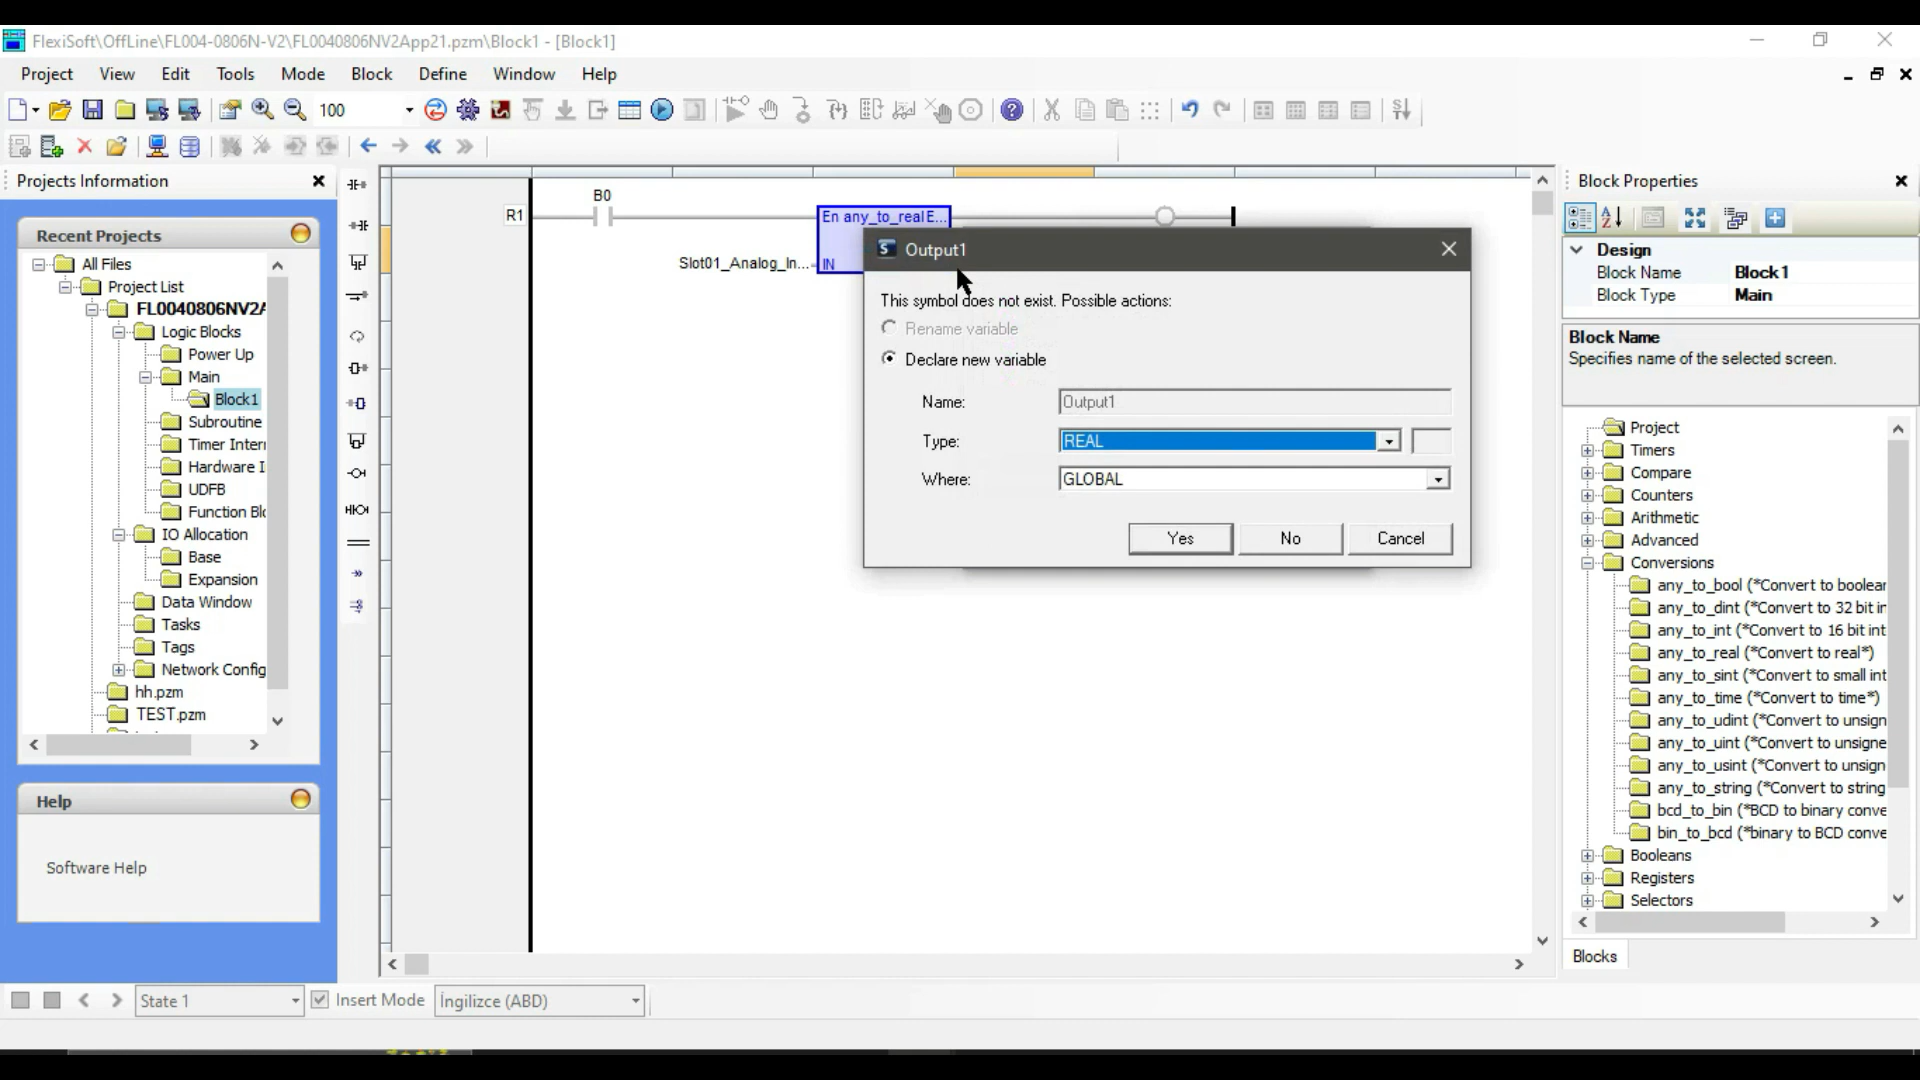 FlexiSoft\OffLine\FL004-0806N-V2\FL0040806NV2App21.pzm\Block1 - [Block1]
Project View Edit Tools Mode Block Define Window Help
100
Projects Information
Recent Projects
All Files
Project List
FL0040806NV2A
Logic Blocks
Power Up
Main
Block1
Subroutine
Timer Interr
Hardware I
UDFB
Function Blo
IO Allocation
Base
Expansion
Data Window
Tasks
Tags
Network Config
hh.pzm
TEST.pzm
Help
Software Help
R1
B0
En any_to_realE...
Slot01_Analog_In...
IN
Output1
This symbol does not exist. Possible actions:
Rename variable
Declare new variable
Name: Output1
Type: REAL
Where: GLOBAL
Yes No Cancel
Block Properties
Design
Block Name Block1
Block Type Main
Block Name
Specifies name of the selected screen.
Project
Timers
Compare
Counters
Arithmetic
Advanced
Conversions
any_to_bool (*Convert to boolear
any_to_dint (*Convert to 32 bit ir
any_to_int (*Convert to 16 bit int
any_to_real (*Convert to real*)
any_to_sint (*Convert to small int
any_to_time (*Convert to time*)
any_to_udint (*Convert to unsign
any_to_uint (*Convert to unsigne
any_to_usint (*Convert to unsign
any_to_string (*Convert to string
bcd_to_bin (*BCD to binary conve
bin_to_bcd (*binary to BCD conve
Booleans
Registers
Selectors
Blocks
State 1 Insert Mode İngilizce (ABD)